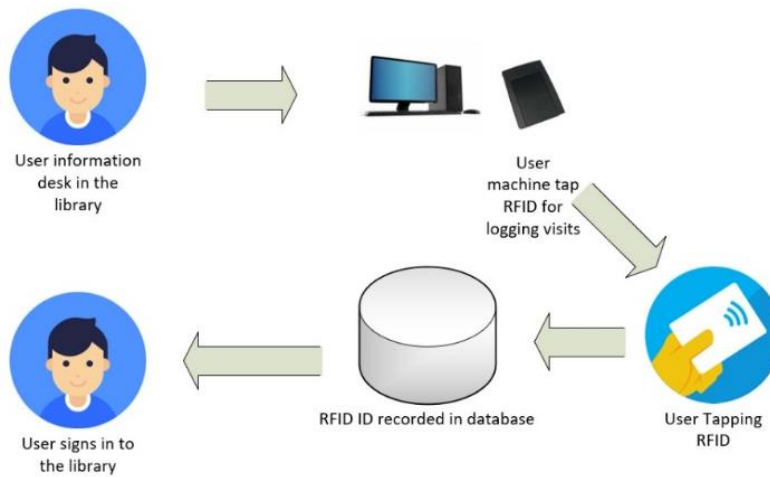 User information
desk in the
library
User
machine tap
RFID for
logging visits
User Tapping
RFID
RFID ID recorded in database
User signs in to
the library